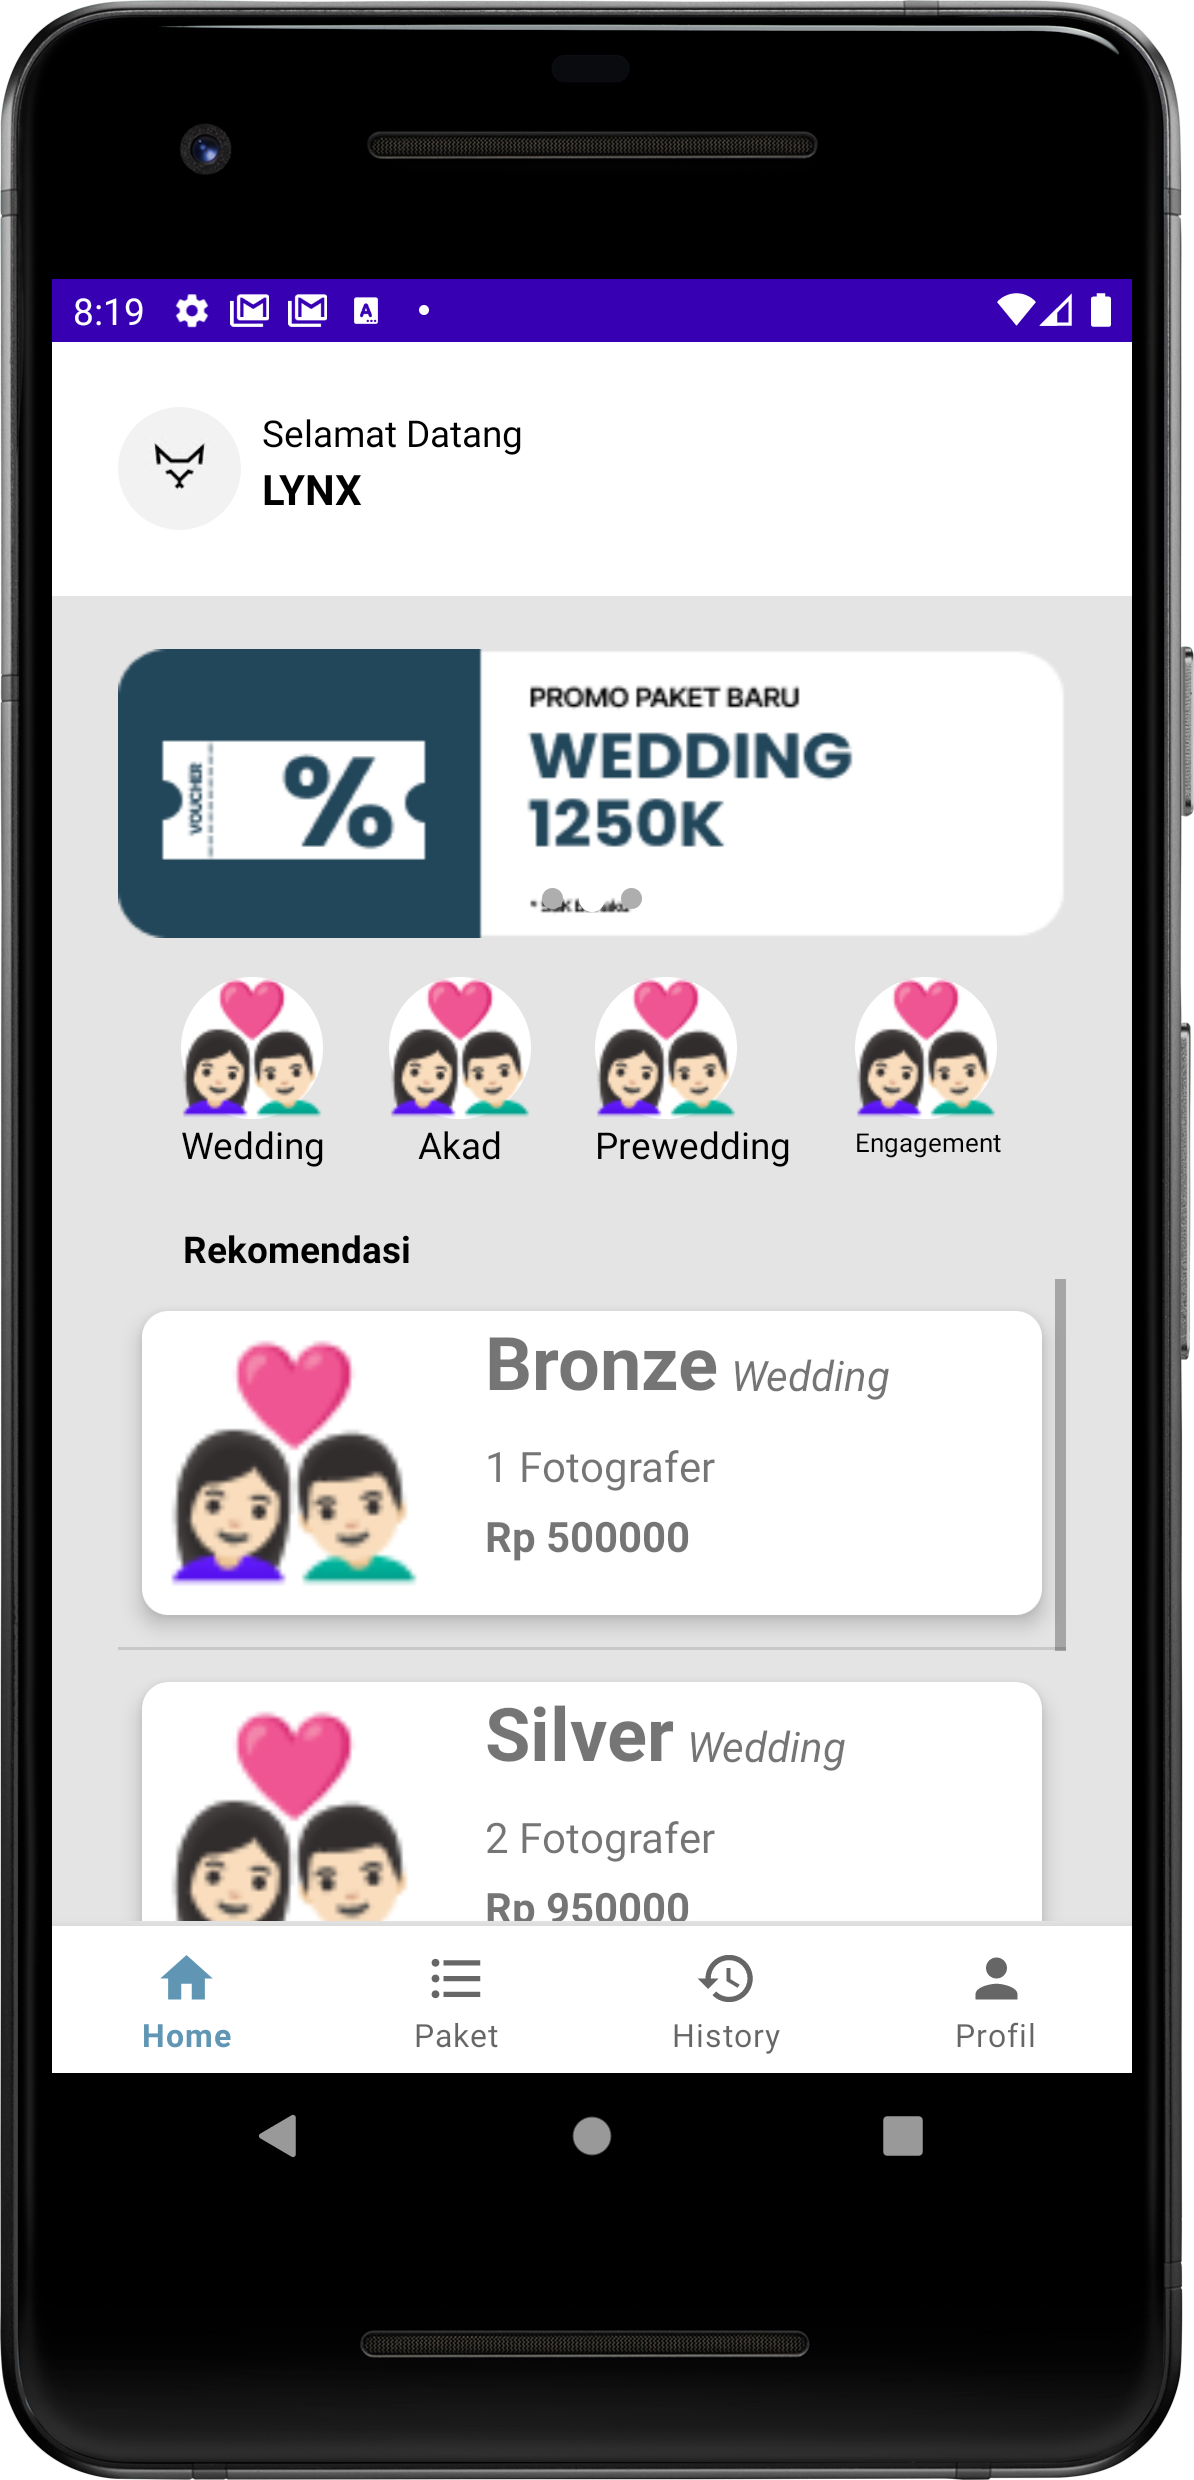 8:19
Selamat Datang
LYNX
PROMO PAKET BARU
WEDDING
1250K
VOUCHER
%
Wedding
Akad
Prewedding
Engagement
Rekomendasi
Bronze Wedding
1 Fotografer
Rp 500000
Silver Wedding
2 Fotografer
Rp 950000
Home
Paket
History
Profil